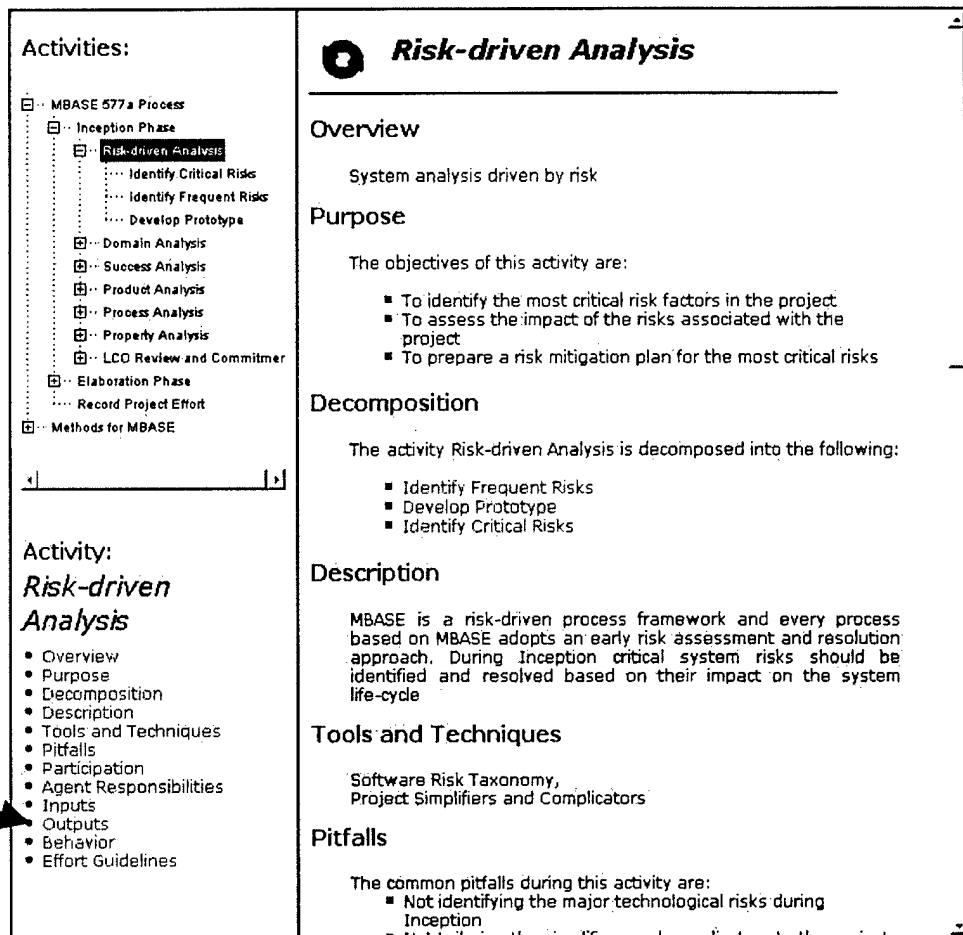 Activities:
MBASE 577a Process
Inception Phase
Risk-driven Analysis
Identify Critical Risks
Identify Frequent Risks
Develop Prototype
Domain Analysis
Success Analysis
Product Analysis
Process Analysis
Property Analysis
LCO Review and Commitmer
Elaboration Phase
Record Project Effort
Methods for MBASE
Activity:
Risk-driven
Analysis
• Overview
• Purpose
• Decomposition
• Description
• Tools and Techniques
• Pitfalls
• Participation
• Agent Responsibilities
• Inputs
• Outputs
• Behavior
• Effort Guidelines
Risk-driven Analysis
Overview
System analysis driven by risk
Purpose
The objectives of this activity are:
■ To identify the most critical risk factors in the project
■ To assess the impact of the risks associated with the
project
■ To prepare a risk mitigation plan for the most critical risks
Decomposition
The activity Risk-driven Analysis is decomposed into the following:
■ Identify Frequent Risks
■ Develop Prototype
■ Identify Critical Risks
Description
MBASE is a risk-driven process framework and every process
based on MBASE adopts an early risk assessment and resolution
approach. During Inception critical system risks should be
identified and resolved based on their impact on the system
life-cycle
Tools and Techniques
Software Risk Taxonomy,
Project Simplifiers and Complicators
Pitfalls
The common pitfalls during this activity are:
■ Not identifying the major technological risks during
Inception